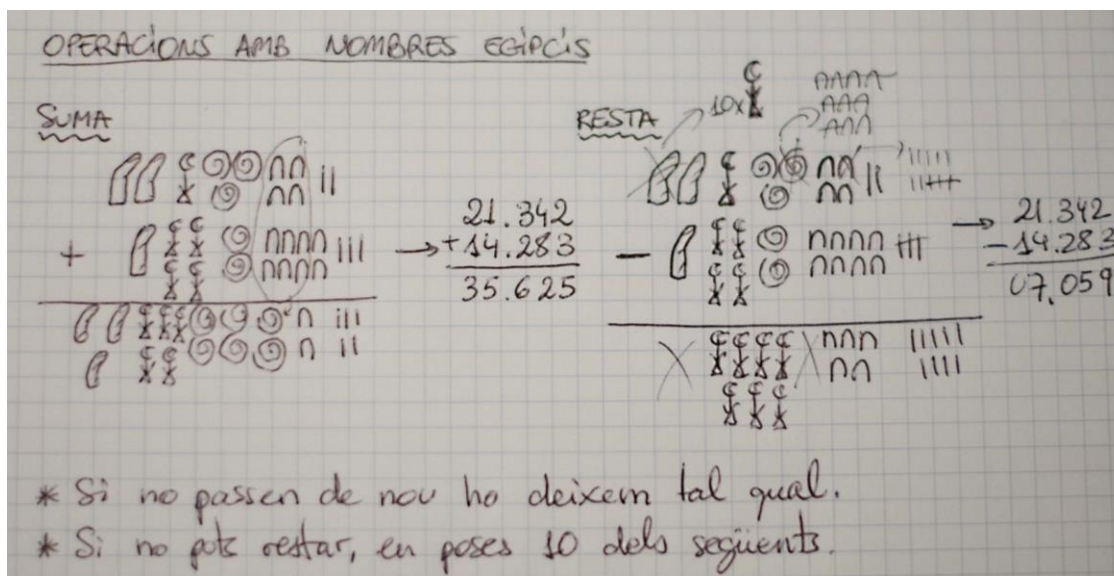 OPERACIONS AMB NOMBRES EGIPCIS
SUMA
+
→
21.342
+14.283
35.625
RESTA
10x
−
→
21.342
−14.283
07.059
* Si no passen de nou ho deixem tal qual.
* Si no pots restar, en poses 10 dels següents.